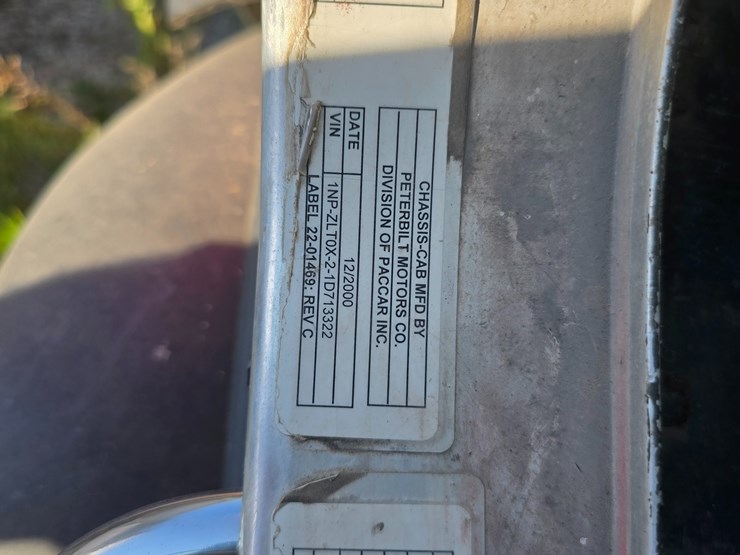 CHASSIS-CAB MFD BY
PETERBILT MOTORS CO.
DIVISION OF PACCAR INC.
DATE 12/2000
VIN 1NP-ZLT0X-2-1D713322
LABEL 22-01469: REV C